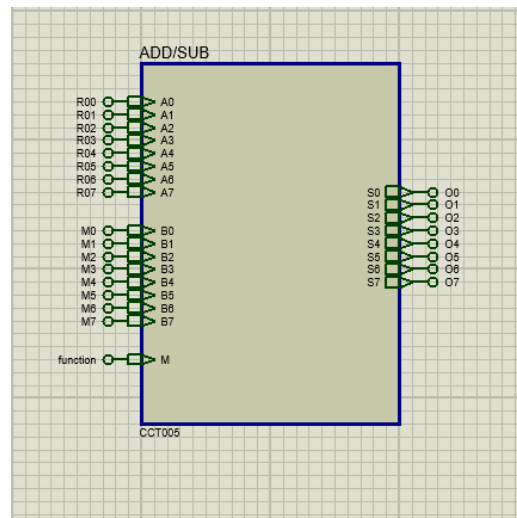 ADD/SUB
R00 A0
R01 A1
R02 A2
R03 A3
R04 A4
R05 A5
R06 A6
R07 A7
S0 O0
S1 O1
S2 O2
S3 O3
S4 O4
S5 O5
S6 O6
S7 O7
M0 B0
M1 B1
M2 B2
M3 B3
M4 B4
M5 B5
M6 B6
M7 B7
function M
CCT005